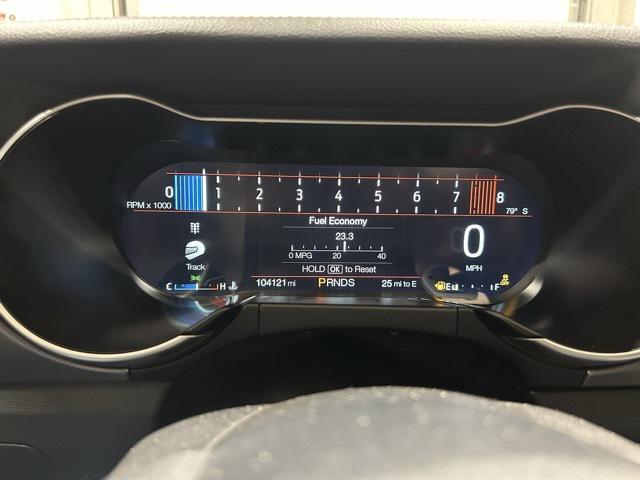 0 1 2 3 4 5 6 7 8
RPM x 1000
79° S
Fuel Economy
23.3
0 MPG 20 40
HOLD OK to Reset
Track
0
MPH
C H
104121 mi
PRNDS
25 mi to E
E F
OFF